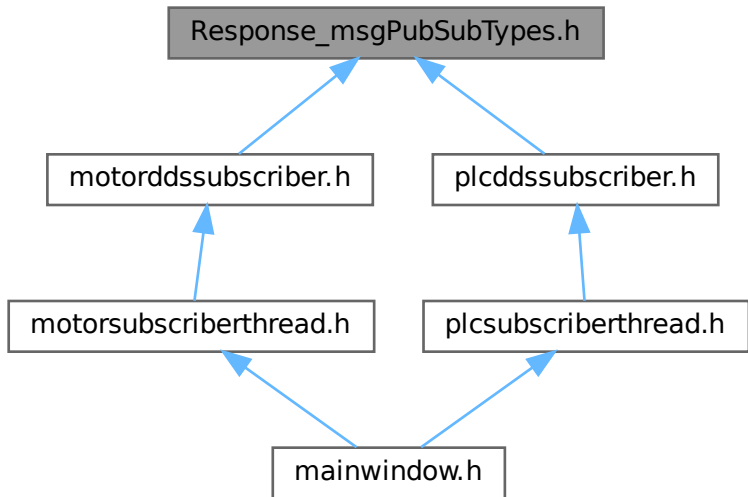 Response_msgPubSubTypes.h
motorddssubscriber.h
plcddssubscriber.h
motorsubscriberthread.h
plcsubscriberthread.h
mainwindow.h